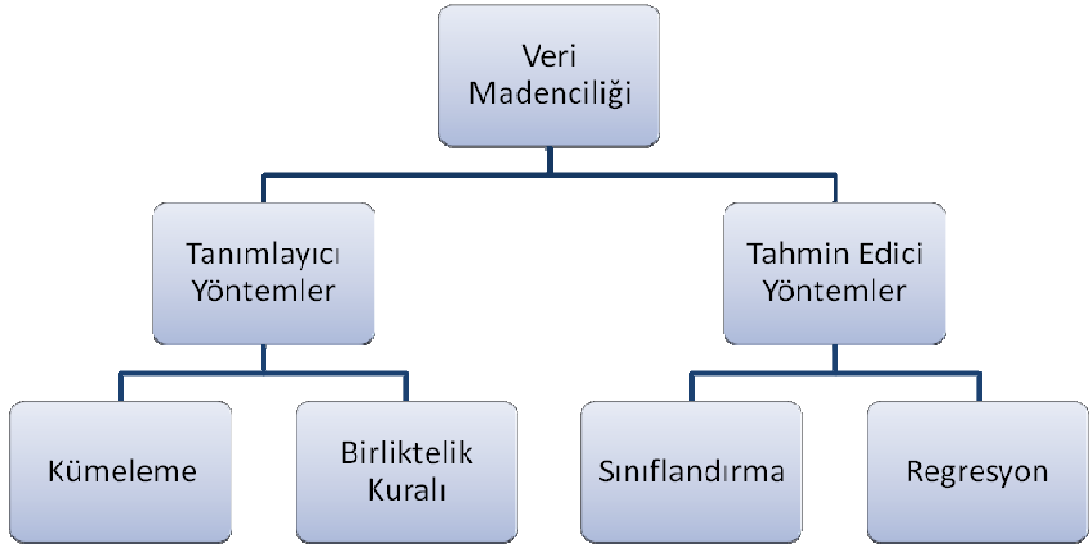 Veri
Madenciliği
Tanımlayıcı
Yöntemler
Tahmin Edici
Yöntemler
Kümeleme
Birliktelik
Kuralı
Sınıflandırma
Regresyon